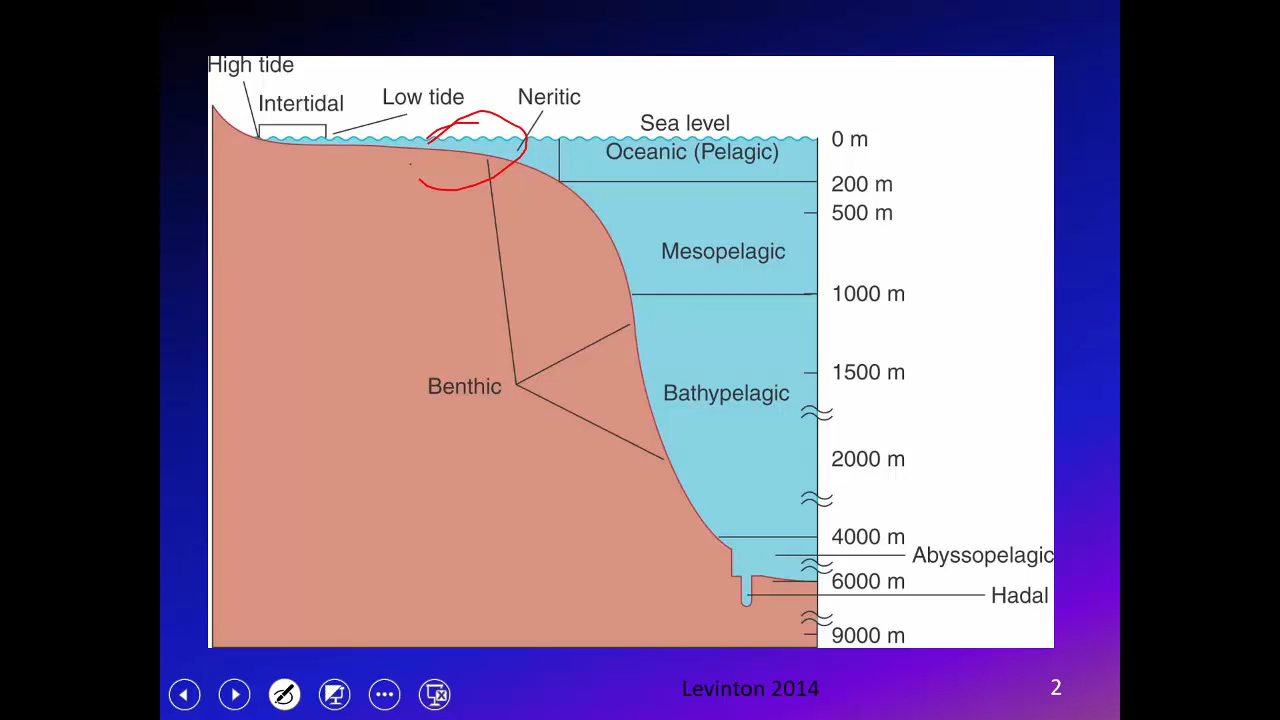 High tide
Intertidal
Low tide
Neritic
Sea level
Oceanic (Pelagic)
0 m
200 m
500 m
Mesopelagic
1000 m
1500 m
Benthic
Bathypelagic
2000 m
4000 m
Abyssopelagic
6000 m
Hadal
9000 m
Levinton 2014
2